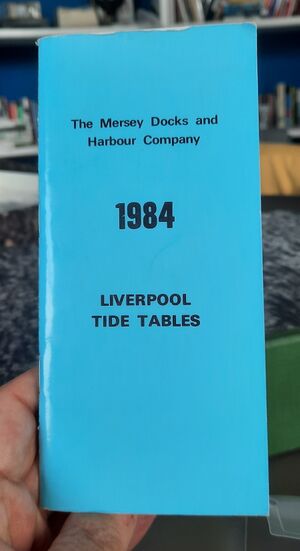 The Mersey Docks and
Harbour Company
1984
LIVERPOOL
TIDE TABLES